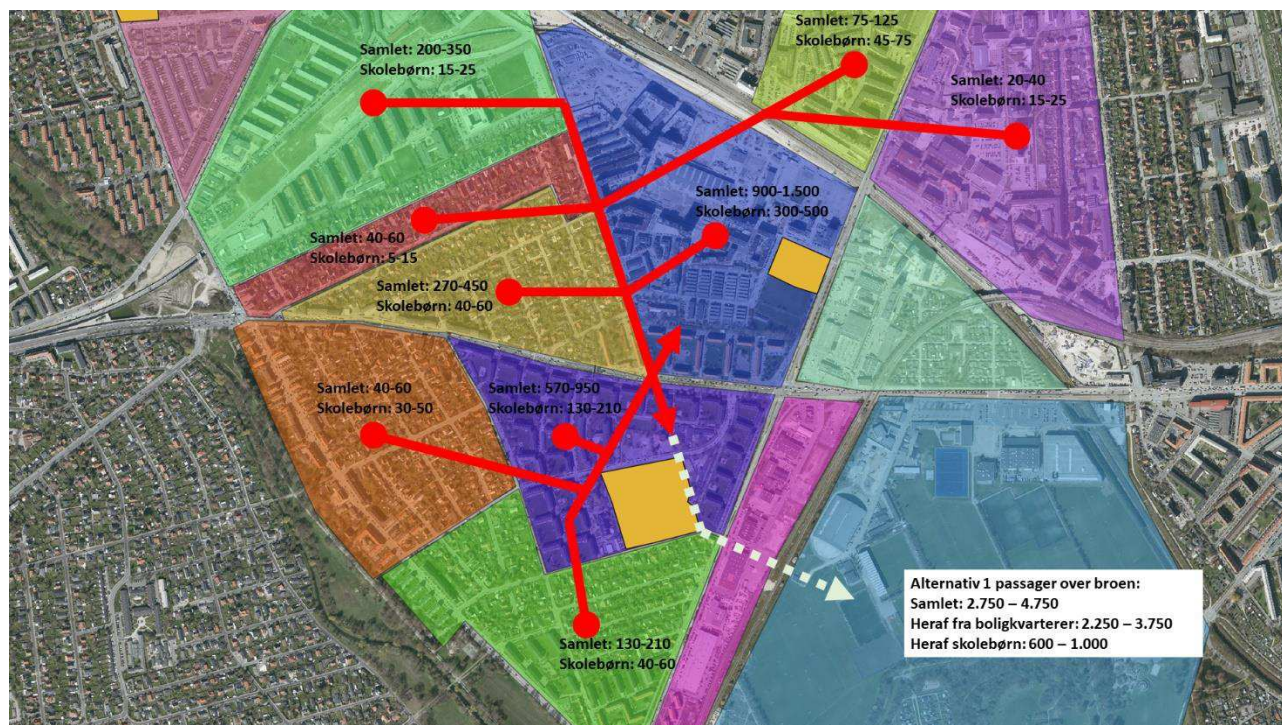 Samlet: 200-350
Skolebørn: 15-25
Samlet: 75-125
Skolebørn: 45-75
Samlet: 20-40
Skolebørn: 15-25
Samlet: 900-1.500
Skolebørn: 300-500
Samlet: 40-60
Skolebørn: 5-15
Samlet: 270-450
Skolebørn: 40-60
Samlet: 40-60
Skolebørn: 30-50
Samlet: 570-950
Skolebørn: 130-210
Samlet: 130-210
Skolebørn: 40-60
Alternativ 1 passager over broen:
Samlet: 2.750 – 4.750
Heraf fra boligkvarterer: 2.250 – 3.750
Heraf skolebørn: 600 – 1.000